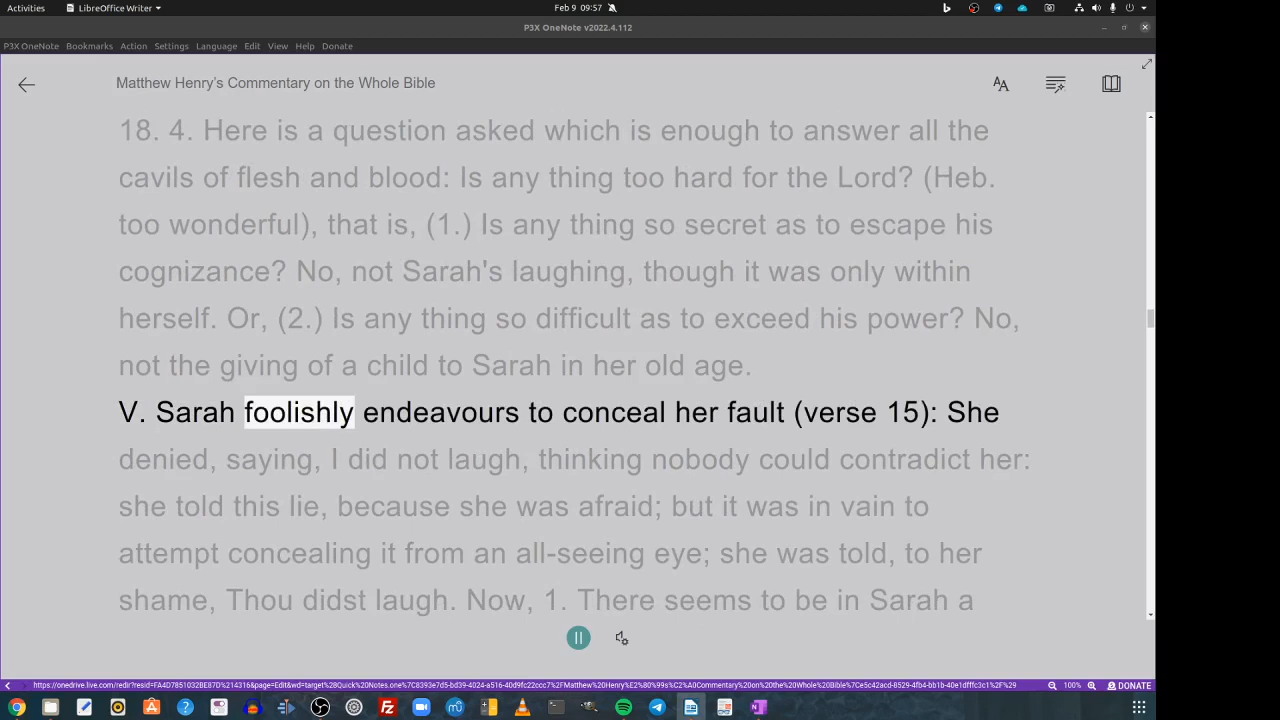 Activities
LibreOffice Writer
Feb 9 09:57
P3X OneNote v2022.4.112
P3X OneNote Bookmarks Action Settings Language Edit View Help Donate
Matthew Henry's Commentary on the Whole Bible
18. 4. Here is a question asked which is enough to answer all the
cavils of flesh and blood: Is any thing too hard for the Lord? (Heb.
too wonderful), that is, (1.) Is any thing so secret as to escape his
cognizance? No, not Sarah's laughing, though it was only within
herself. Or, (2.) Is any thing so difficult as to exceed his power? No,
not the giving of a child to Sarah in her old age.
V. Sarah foolishly endeavours to conceal her fault (verse 15): She
denied, saying, I did not laugh, thinking nobody could contradict her:
she told this lie, because she was afraid; but it was in vain to
attempt concealing it from an all-seeing eye; she was told, to her
shame, Thou didst laugh. Now, 1. There seems to be in Sarah a
100% DONATE